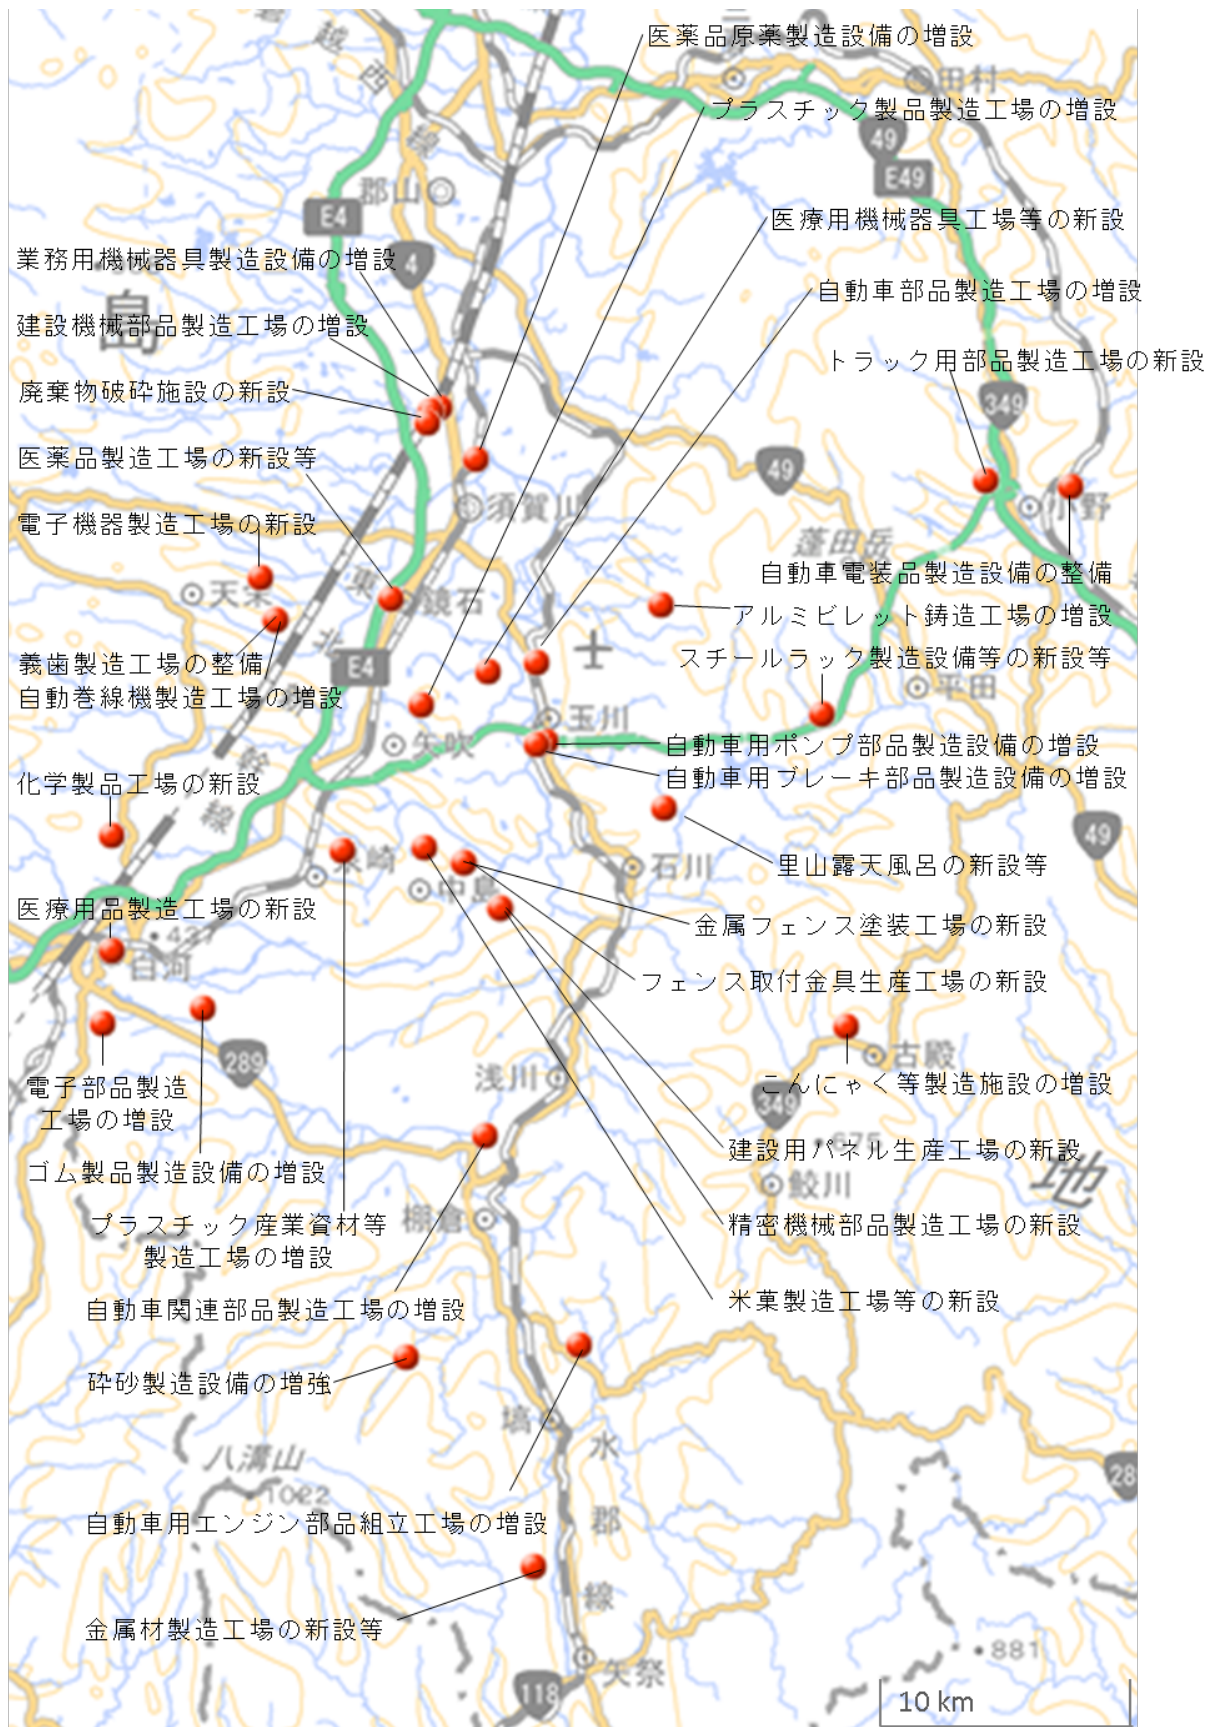 越
西
線
医薬品原薬製造設備の増設
田村
プラスチック製品製造工場の増設
49
E49
郡山
E4
医療用機械器具工場等の新設
4
業務用機械器具製造設備の増設
自動車部品製造工場の増設
島
建設機械部品製造工場の増設
トラック用部品製造工場の新設
廃棄物破砕施設の新設
349
医薬品製造工場の新設等
49
須賀川
小野
電子機器製造工場の新設
蓬田岳
自動車電装品製造設備の整備
天栄
鏡石
アルミビレット鋳造工場の増設
北
士
義歯製造工場の整備
E4
スチールラック製造設備等の新設等
自動巻線機製造工場の増設
平田
玉川
矢吹
自動車用ポンプ部品製造設備の増設
幹
自動車用ブレーキ部品製造設備の増設
化学製品工場の新設
線
49
泉崎
石川
里山露天風呂の新設等
中島
医療用品製造工場の新設
金属フェンス塗装工場の新設
白河
フェンス取付金具生産工場の新設
289
古殿
浅川
電子部品製造
工場の増設
こんにゃく等製造施設の増設
349
建設用パネル生産工場の新設
地
ゴム製品製造設備の増設
鮫川
プラスチック産業資材等
製造工場の増設
棚倉
精密機械部品製造工場の新設
自動車関連部品製造工場の増設
米菓製造工場等の新設
砕砂製造設備の増強
塙
水
八溝山
1022
28
自動車用エンジン部品組立工場の増設
郡
線
金属材製造工場の新設等
881
矢祭
118
10 km